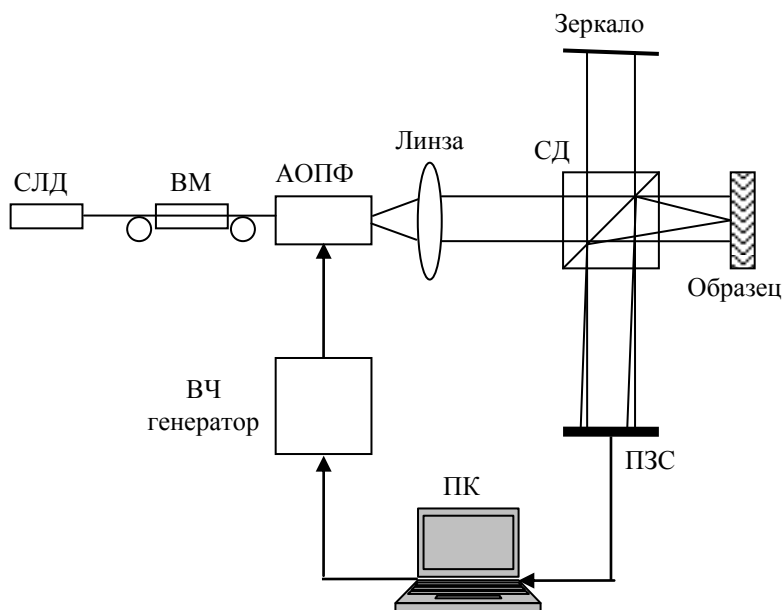 Зеркало
СЛД
ВМ
АОПФ
Линза
СД
Образец
ВЧ
генератор
ПЗС
ПК